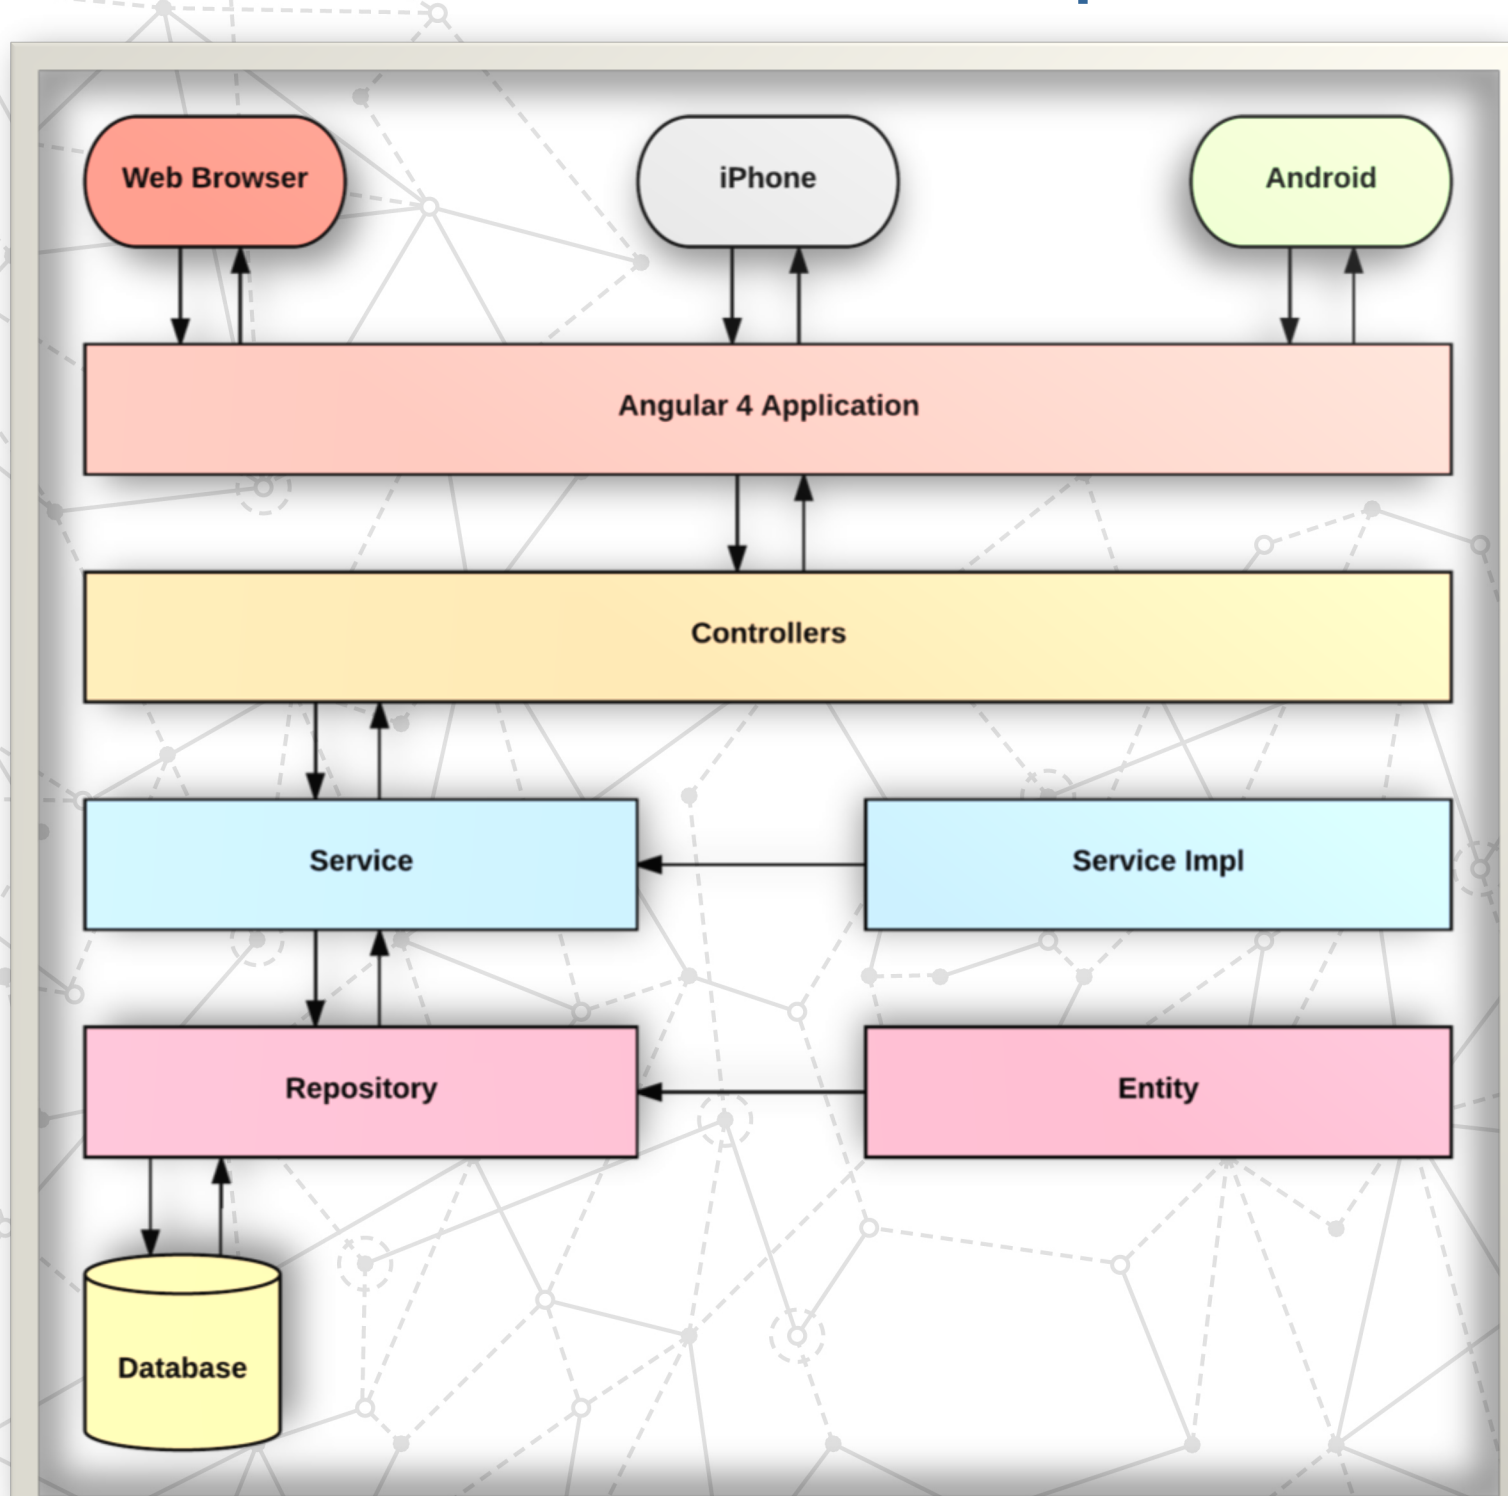 Web Browser
iPhone
Android
Angular 4 Application
Controllers
Service
Service Impl
Repository
Entity
Database